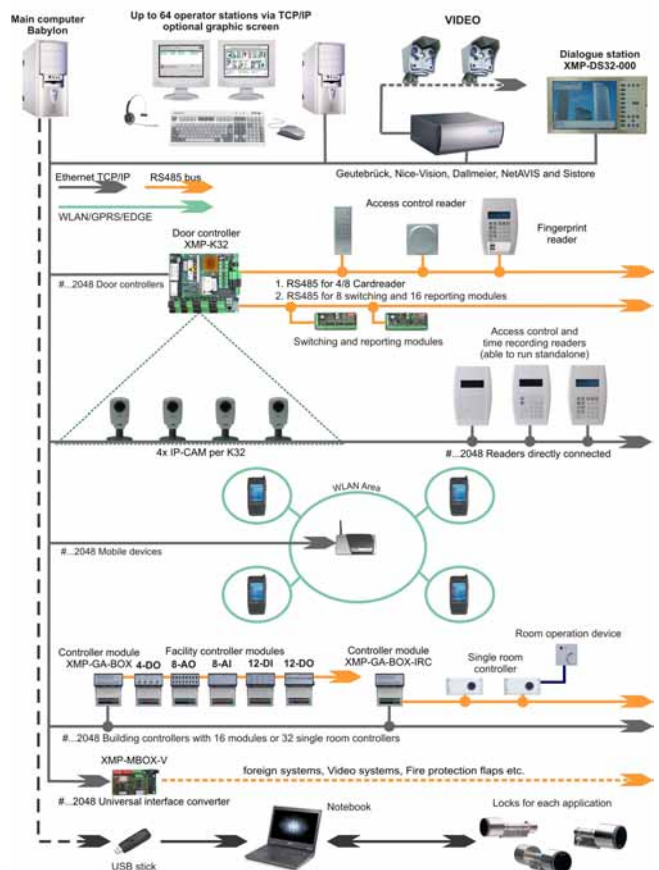 Main computer
Babylon
Up to 64 operator stations via TCP/IP
optional graphic screen
VIDEO
Dialogue station
XMP-DS32-000
Geutebrück, Nice-Vision, Dallmeier, NetAVIS and Sistore
Ethernet TCP/IP
RS485 bus
WLAN/GPRS/EDGE
Access control reader
Door controller
XMP-K32
Fingerprint
reader
#...2048 Door controllers
1. RS485 for 4/8 Cardreader
2. RS485 for 8 switching and 16 reporting modules
Switching and reporting modules
Access control and
time recording readers
(able to run standalone)
4x IP-CAM per K32
#...2048 Readers directly connected
WLAN Area
#...2048 Mobile devices
Room operation device
Controller module
XMP-GA-BOX
Facility controller modules
4-DO
8-AO
8-AI
12-DI
12-DO
Controller module
XMP-GA-BOX-IRC
Single room
controller
#...2048 Building controllers with 16 modules or 32 single room controllers
XMP-MBOX-V
foreign systems, Video systems, Fire protection flaps etc.
#...2048 Universal interface converter
Notebook
Locks for each application
USB stick